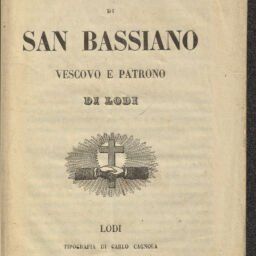 DI
SAN BASSIANO
VESCOVO E PATRONO
DI LODI
LODI
TIPOGRAFIA DI CARLO CAGNOLA